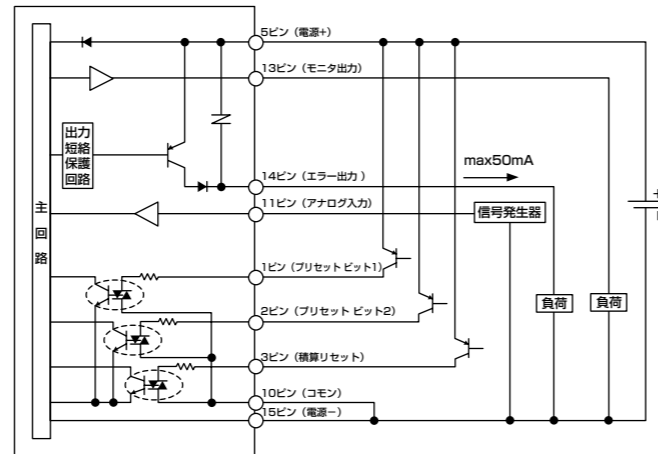 5ピン（電源+）
13ピン（モニタ出力）
出力
短絡
保護
回路
14ピン（エラー出力 ）
max50mA
11ピン（アナログ入力）
信号発生器
主
回
路
1ピン（プリセット ビット1）
負荷
負荷
2ピン（プリセット ビット2）
3ピン（積算リセット）
10ピン（コモン）
15ピン（電源－）
+
−